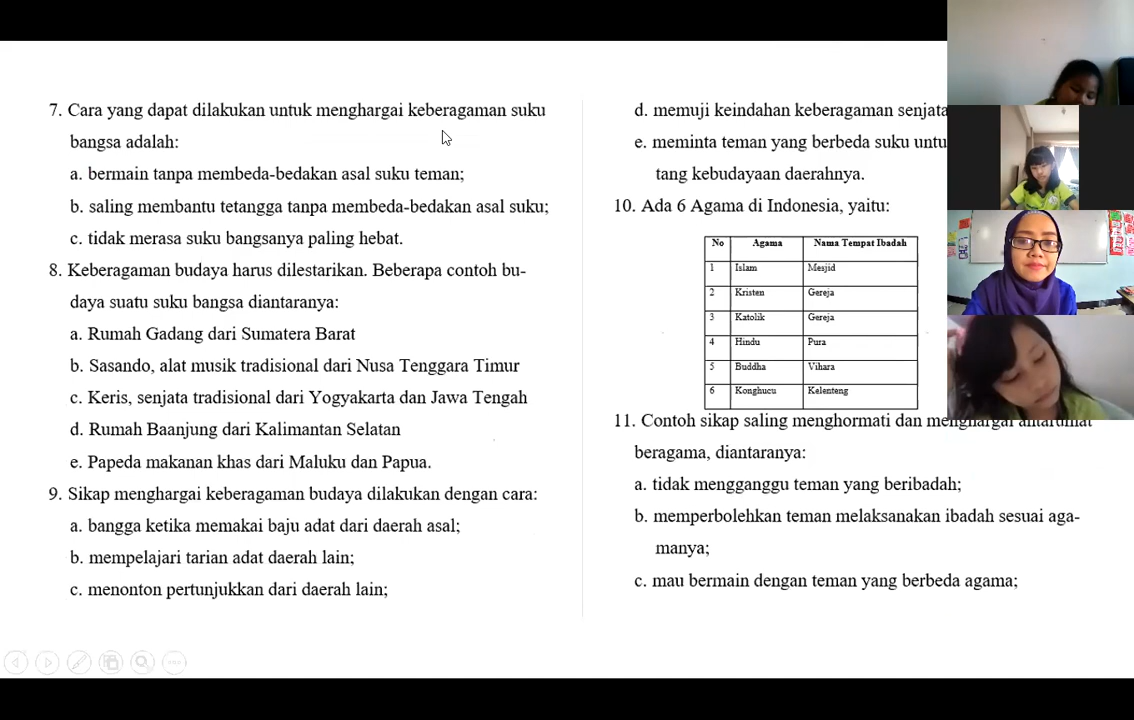 7. Cara yang dapat dilakukan untuk menghargai keberagaman suku
bangsa adalah:
a. bermain tanpa membeda-bedakan asal suku teman;
b. saling membantu tetangga tanpa membeda-bedakan asal suku;
c. tidak merasa suku bangsanya paling hebat.
8. Keberagaman budaya harus dilestarikan. Beberapa contoh bu-
daya suatu suku bangsa diantaranya:
a. Rumah Gadang dari Sumatera Barat
b. Sasando, alat musik tradisional dari Nusa Tenggara Timur
c. Keris, senjata tradisional dari Yogyakarta dan Jawa Tengah
d. Rumah Baanjung dari Kalimantan Selatan
e. Papeda makanan khas dari Maluku dan Papua.
9. Sikap menghargai keberagaman budaya dilakukan dengan cara:
a. bangga ketika memakai baju adat dari daerah asal;
b. mempelajari tarian adat daerah lain;
c. menonton pertunjukkan dari daerah lain;
d. memuji keindahan keberagaman senjata
e. meminta teman yang berbeda suku untu
tang kebudayaan daerahnya.
10. Ada 6 Agama di Indonesia, yaitu:
No Agama Nama Tempat Ibadah
1 Islam Mesjid
2 Kristen Gereja
3 Katolik Gereja
4 Hindu Pura
5 Buddha Vihara
6 Konghucu Kelenteng
11. Contoh sikap saling menghormati dan menghargai antarumat
beragama, diantaranya:
a. tidak mengganggu teman yang beribadah;
b. memperbolehkan teman melaksanakan ibadah sesuai aga-
manya;
c. mau bermain dengan teman yang berbeda agama;